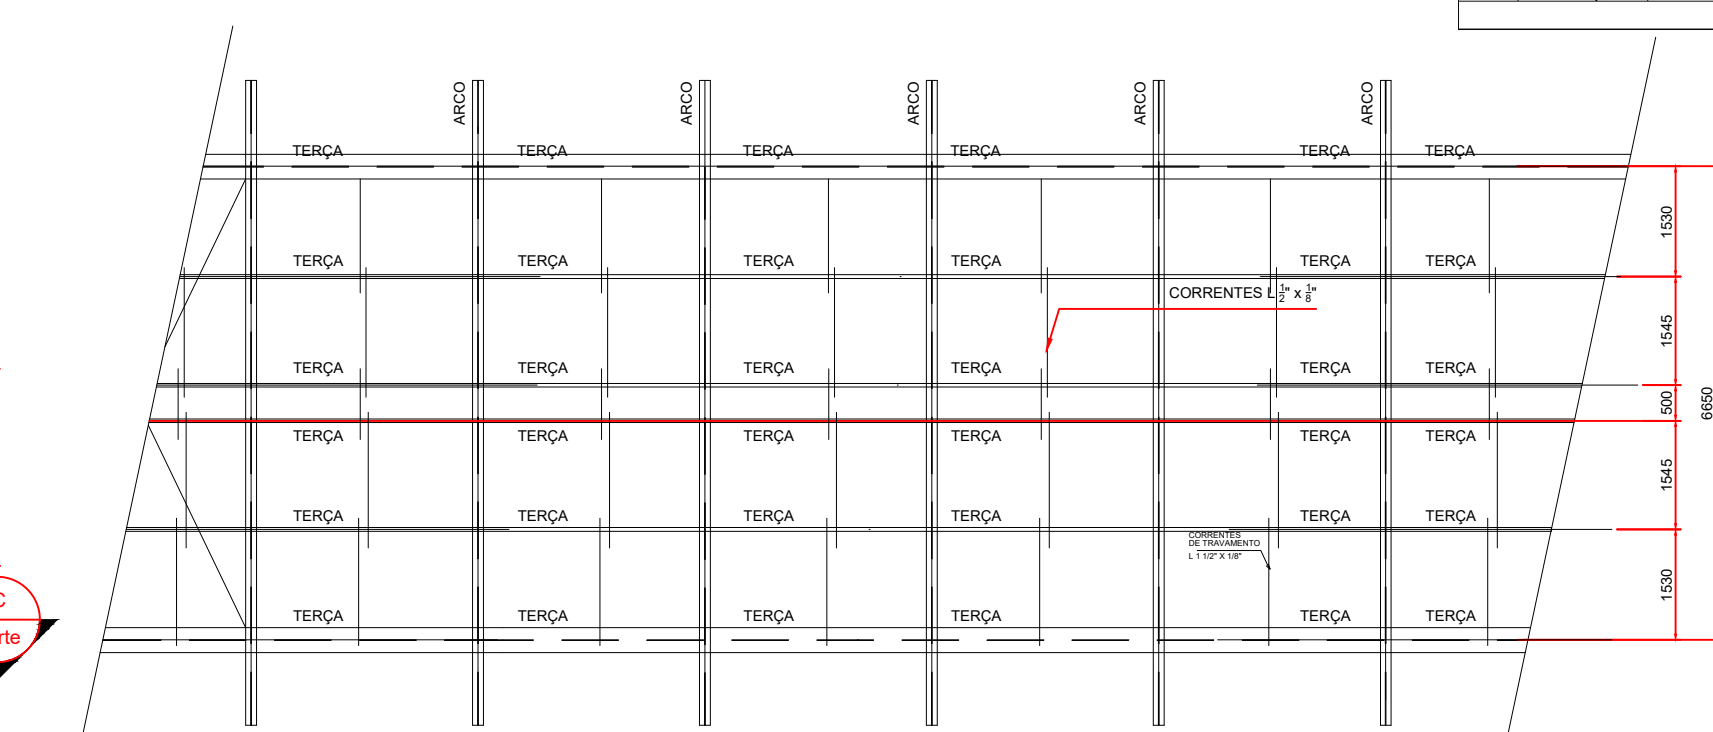 ARCO ARCO ARCO ARCO ARCO
TERÇA TERÇA TERÇA TERÇA TERÇA TERÇA
1530
TERÇA TERÇA TERÇA TERÇA TERÇA TERÇA
CORRENTES L 1/2" x 1/8"
1545
TERÇA TERÇA TERÇA TERÇA TERÇA TERÇA
500
6650
TERÇA TERÇA TERÇA TERÇA TERÇA TERÇA
1545
TERÇA TERÇA TERÇA TERÇA TERÇA TERÇA
CORRENTES
DE TRAVAMENTO
L 1 1/2" X 1/8"
1530
C
rte
TERÇA TERÇA TERÇA TERÇA TERÇA TERÇA